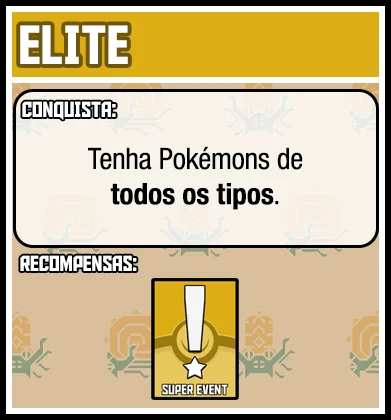 ELITE
CONQUISTA:
Tenha Pokémons de
todos os tipos.
RECOMPENSAS:
!
SUPER EVENT